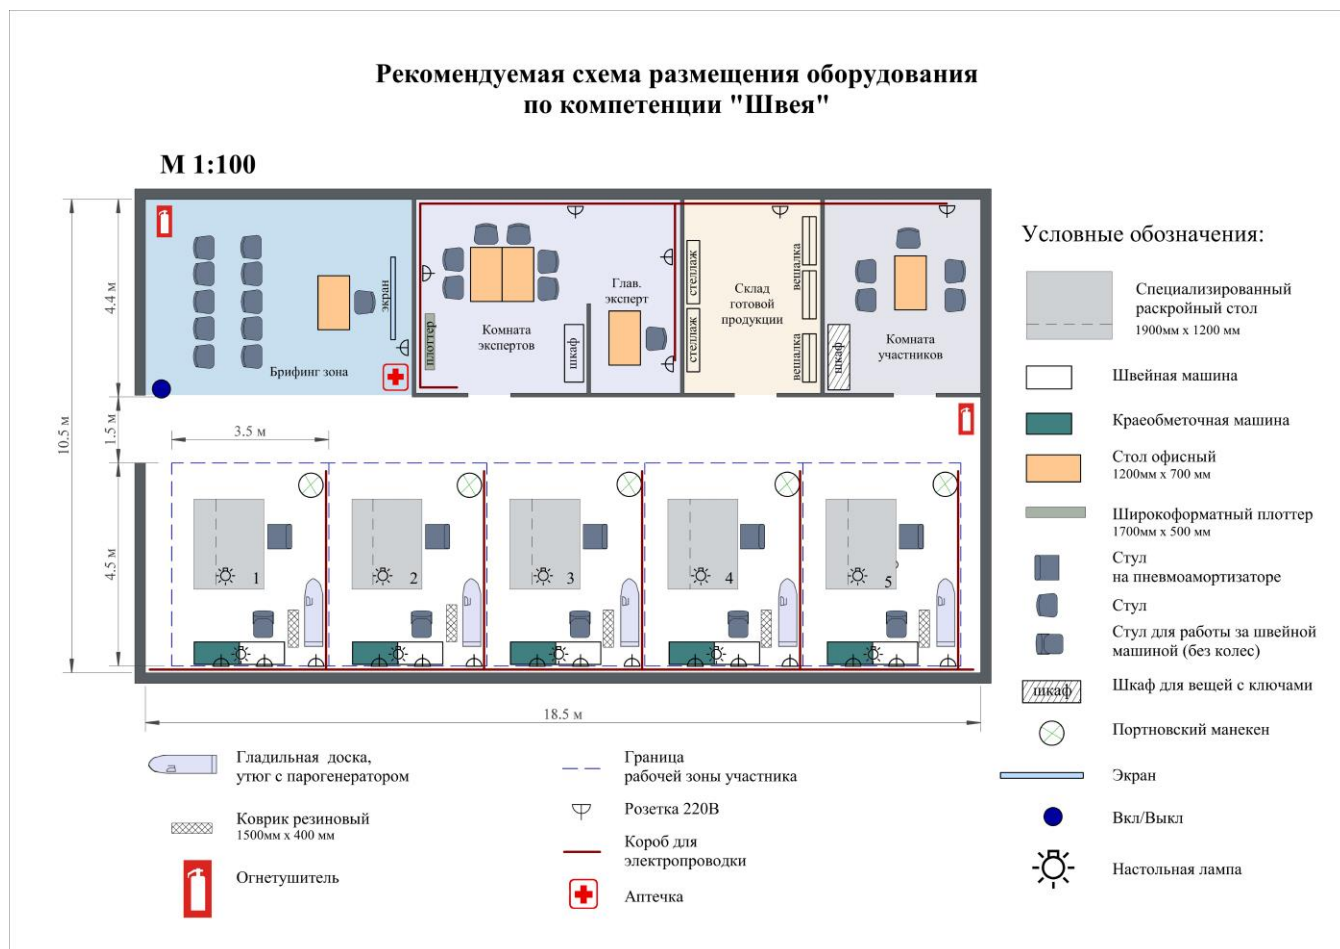 Рекомендуемая схема размещения оборудования
по компетенции "Швея"
М 1:100
10.5 м
4.4 м
1.5 м
4.5 м
3.5 м
18.5 м
экран
Брифинг зона
плоттер
Комната
экспертов
шкаф
Глав.
эксперт
стеллаж
стеллаж
Склад
готовой
продукции
вешалка
вешалка
шкаф
Комната
участников
1
2
3
4
5
Условные обозначения:
Специализированный
раскройный стол
1900мм х 1200 мм
Швейная машина
Краеобметочная машина
Стол офисный
1200мм х 700 мм
Широкоформатный плоттер
1700мм х 500 мм
Стул
на пневмоамортизаторе
Стул
Стул для работы за швейной
машиной (без колес)
шкаф
Шкаф для вещей с ключами
Портновский манекен
Экран
Вкл/Выкл
Настольная лампа
Гладильная доска,
утюг с парогенератором
Коврик резиновый
1500мм х 400 мм
Огнетушитель
Граница
рабочей зоны участника
Розетка 220В
Короб для
электропроводки
Аптечка